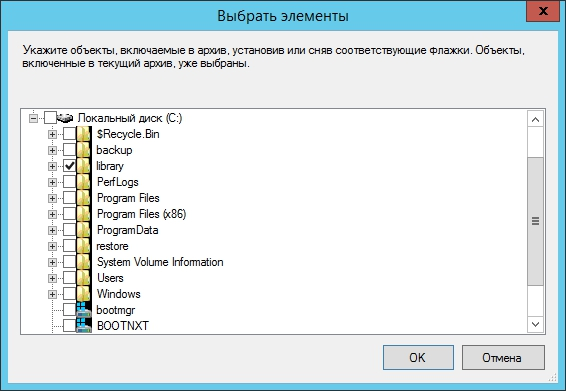 Выбрать элементы
Укажите объекты, включаемые в архив, установив или сняв соответствующие флажки. Объекты,
включенные в текущий архив, уже выбраны.
Локальный диск (C:)
$Recycle.Bin
backup
library
PerfLogs
Program Files
Program Files (x86)
ProgramData
restore
System Volume Information
Users
Windows
bootmgr
BOOTNXT
OK
Отмена